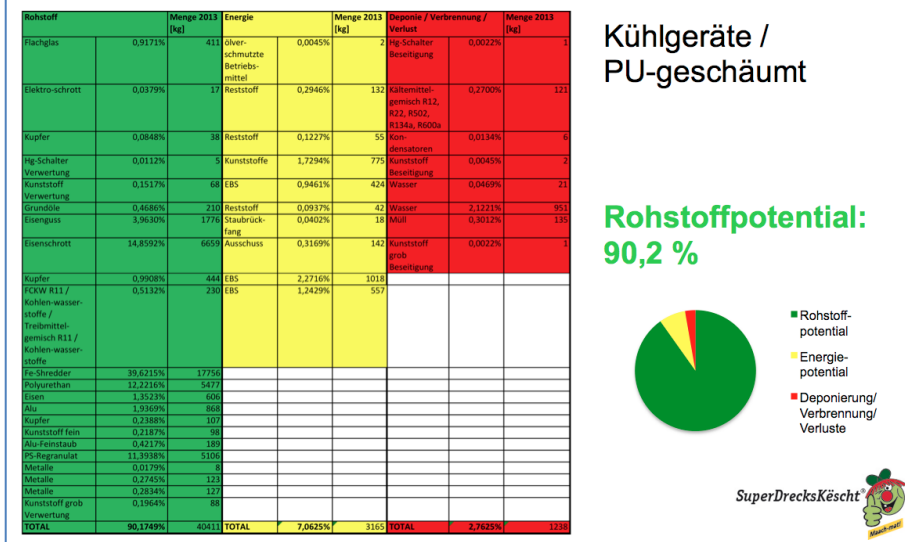 Rohstoff Menge 2013 [kg] Energie Menge 2013 [kg] Deponie / Verbrennung / Verlust Menge 2013 [kg]
Flachglas 0,9171% 411 ölver-schmutzte Betriebs-mittel 0,0045% 2 Hg-Schalter Beseitigung 0,0022% 1
Elektro-schrott 0,0379% 17 Reststoff 0,2946% 132 Kältemittel-gemisch R12, R22, R502, R134a, R600a 0,2700% 121
Kupfer 0,0848% 38 Reststoff 0,1227% 55 Kon-densatoren 0,0134% 6
Hg-Schalter Verwertung 0,0112% 5 Kunststoffe 1,7294% 775 Kunststoff Beseitigung 0,0045% 2
Kunststoff Verwertung 0,1517% 68 EBS 0,9461% 424 Wasser 0,0469% 21
Grundöle 0,4686% 210 Reststoff 0,0937% 42 Wasser 2,1221% 951
Eisenguss 3,9630% 1776 Staubrück-fang 0,0402% 18 Müll 0,3012% 135
Eisenschrott 14,8592% 6659 Ausschuss 0,3169% 142 Kunststoff grob Beseitigung 0,0022% 1
Kupfer 0,9908% 444 EBS 2,2716% 1018
FCKW R11 / Kohlen-wasser-stoffe / Treibmittel-gemisch R11 / Kohlen-wasser-stoffe 0,5132% 230 EBS 1,2429% 557
Fe-Shredder 39,6215% 17756
Polyurethan 12,2216% 5477
Eisen 1,3523% 606
Alu 1,9369% 868
Kupfer 0,2388% 107
Kunststoff fein 0,2187% 98
Alu-Feinstaub 0,4217% 189
PS-Regranulat 11,3938% 5106
Metalle 0,0179% 8
Metalle 0,2745% 123
Metalle 0,2834% 127
Kunststoff grob Verwertung 0,1964% 88
TOTAL 90,1749% 40411 TOTAL 7,0625% 3165 TOTAL 2,7625% 1238
Kühlgeräte /
PU-geschäumt
Rohstoffpotential:
90,2 %
Rohstoff-
potential
Energie-
potential
Deponierung/
Verbrennung/
Verluste
SuperDrecksKëscht®
Maach-mat!